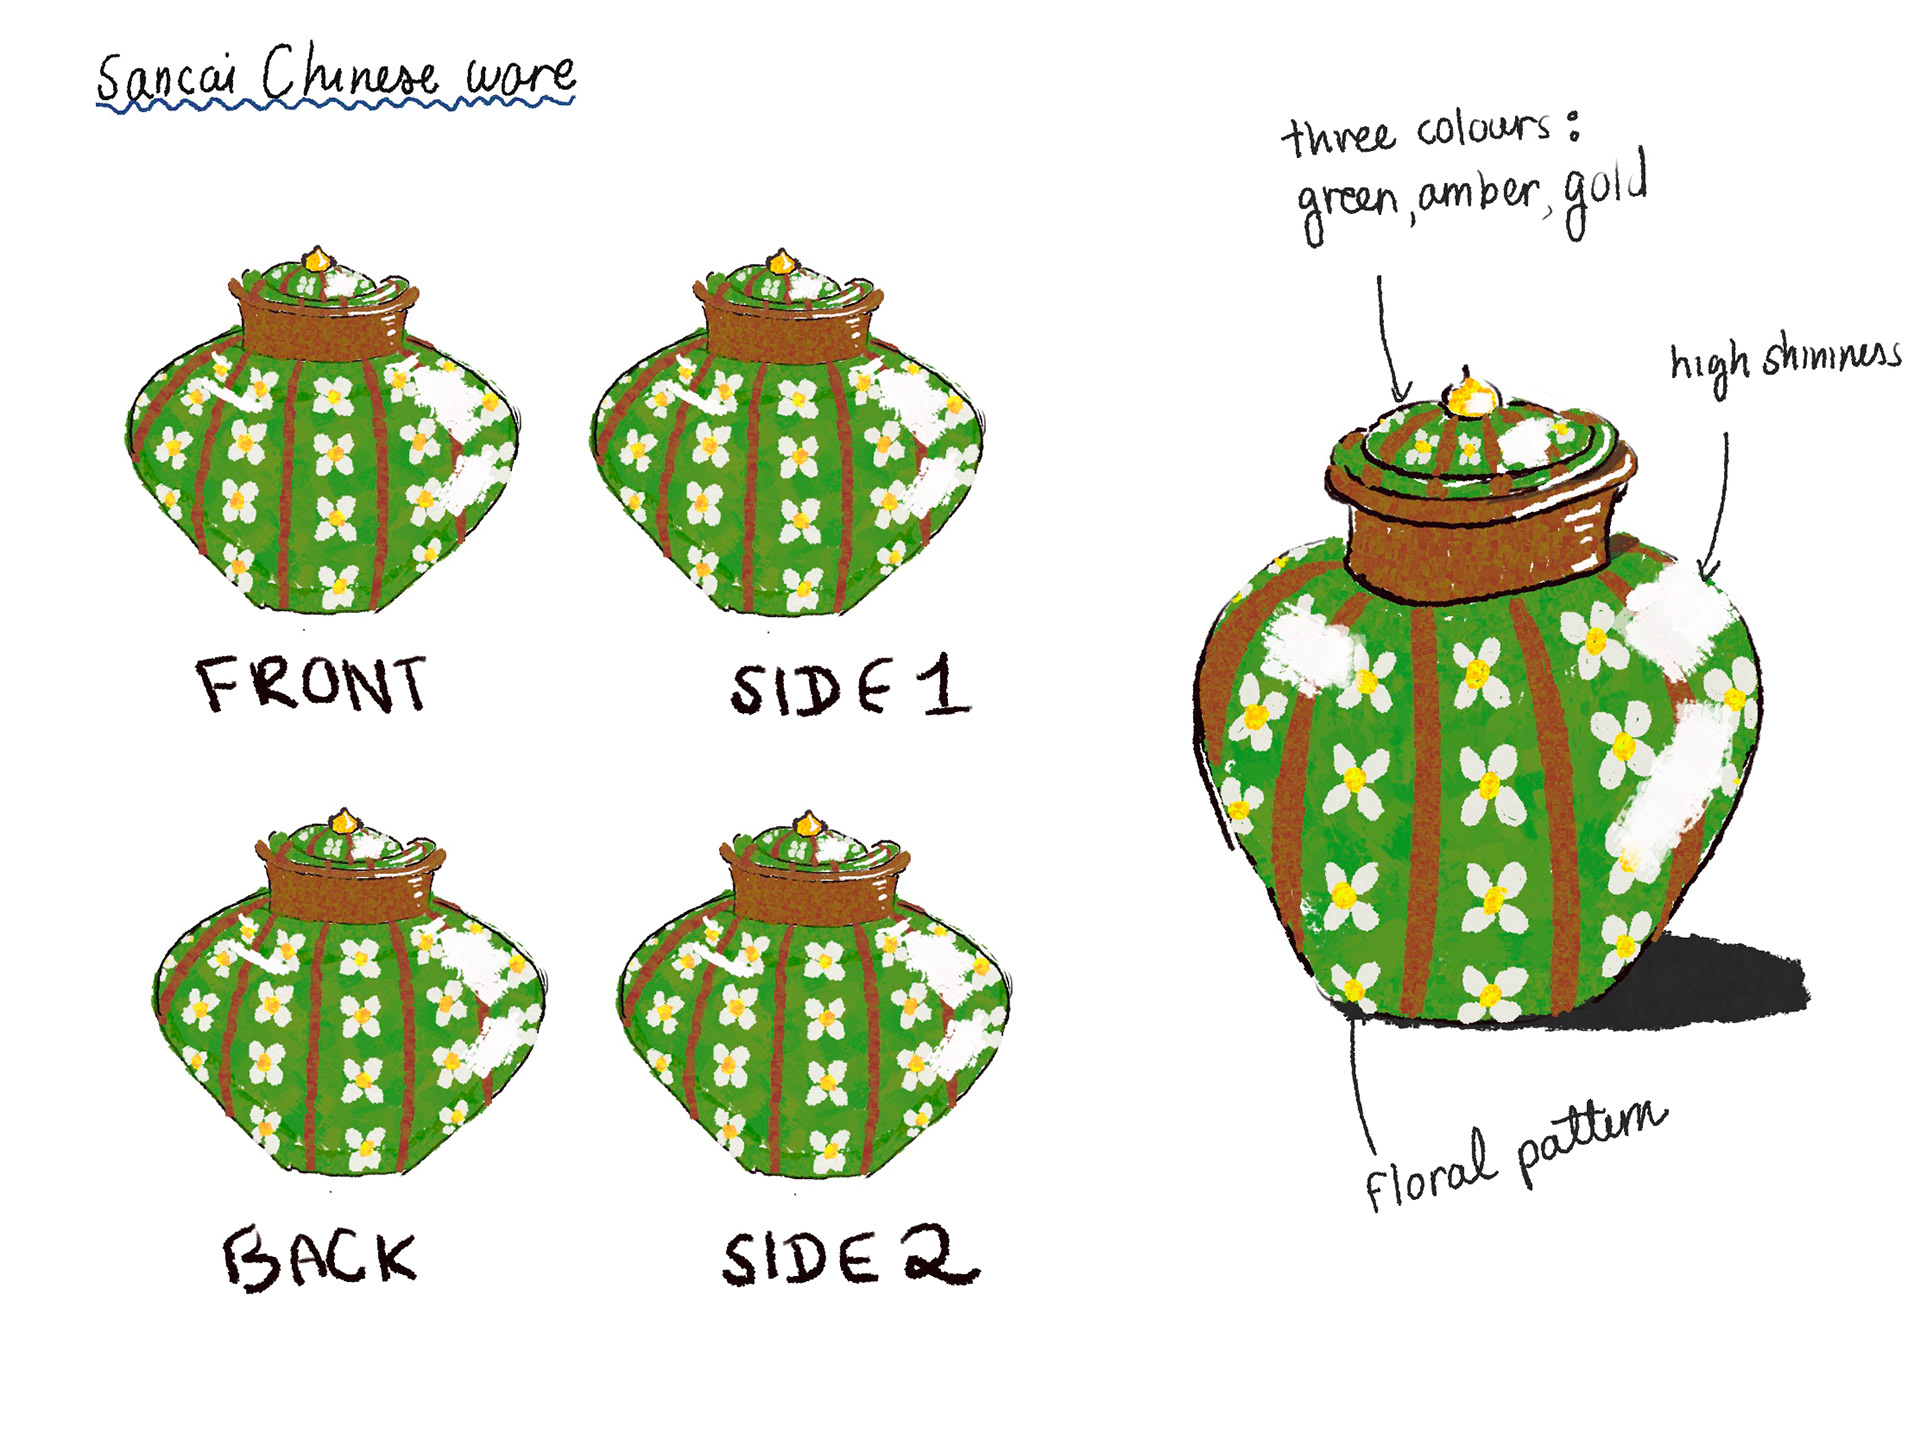 Sancai Chinese ware
three colours:
green, amber, gold
high shininess
FRONT
SIDE 1
BACK
SIDE 2
floral pattern